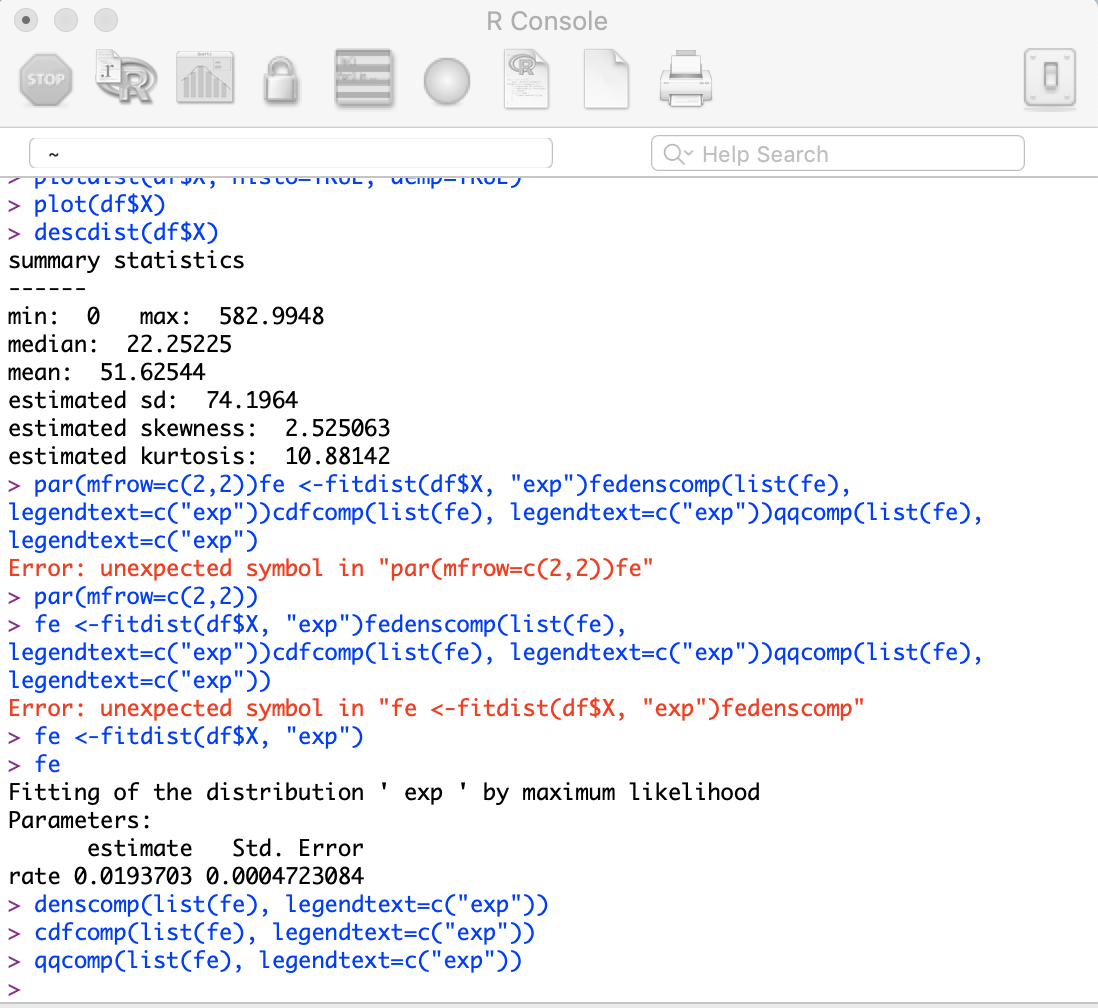 R Console
STOP
~
Help Search
> plotdist(df$X, histo=TRUE, demp=TRUE)
> plot(df$X)
> descdist(df$X)
summary statistics
------
min:  0   max:  582.9948
median:  22.25225
mean:  51.62544
estimated sd:  74.1964
estimated skewness:  2.525063
estimated kurtosis:  10.88142
> par(mfrow=c(2,2))fe <-fitdist(df$X, "exp")fedenscomp(list(fe),
legendtext=c("exp"))cdfcomp(list(fe), legendtext=c("exp"))qqcomp(list(fe),
legendtext=c("exp")
Error: unexpected symbol in "par(mfrow=c(2,2))fe"
> par(mfrow=c(2,2))
> fe <-fitdist(df$X, "exp")fedenscomp(list(fe),
legendtext=c("exp"))cdfcomp(list(fe), legendtext=c("exp"))qqcomp(list(fe),
legendtext=c("exp"))
Error: unexpected symbol in "fe <-fitdist(df$X, "exp")fedenscomp"
> fe <-fitdist(df$X, "exp")
> fe
Fitting of the distribution ' exp ' by maximum likelihood
Parameters:
      estimate   Std. Error
rate 0.0193703 0.0004723084
> denscomp(list(fe), legendtext=c("exp"))
> cdfcomp(list(fe), legendtext=c("exp"))
> qqcomp(list(fe), legendtext=c("exp"))
>